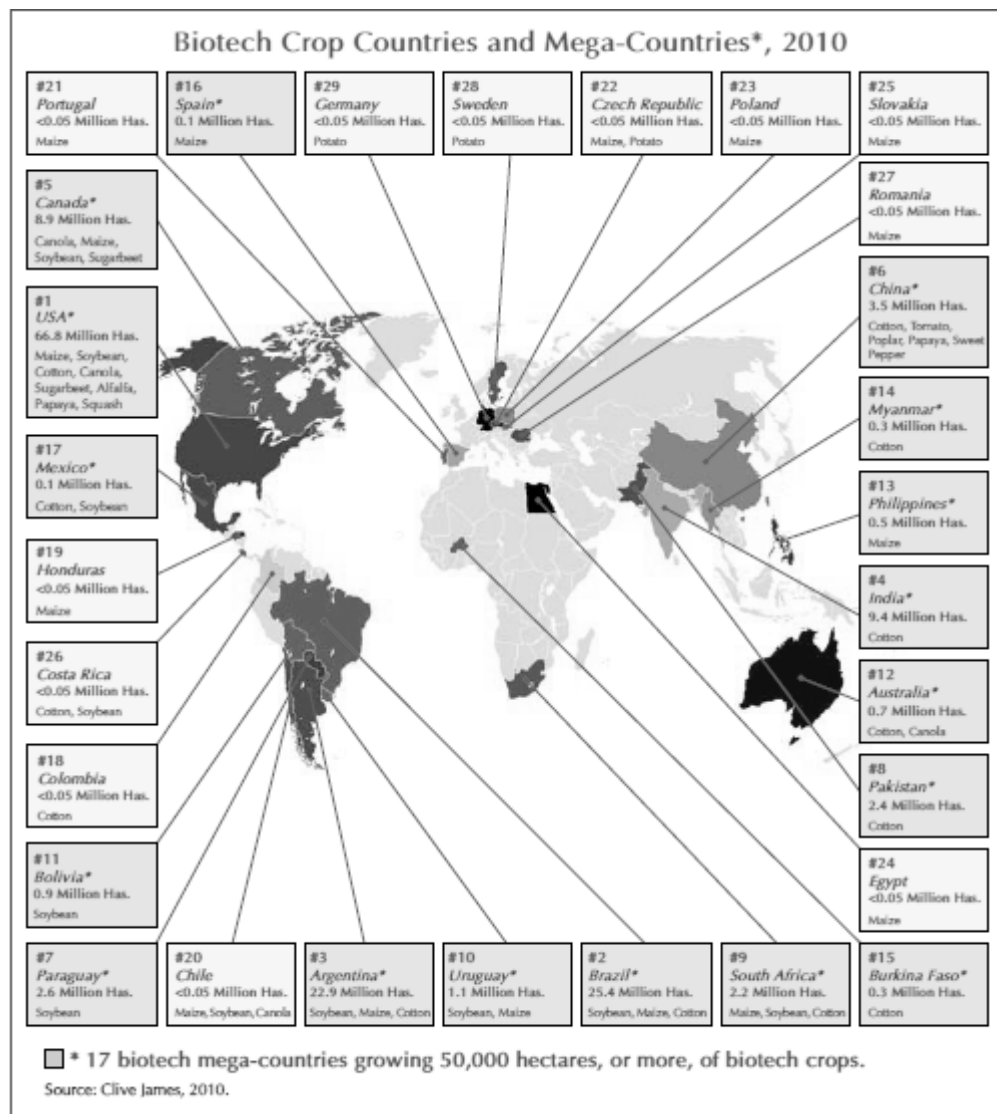 Biotech Crop Countries and Mega-Countries*, 2010
#21
Portugal
<0.05 Million Has.
Maize
#16
Spain*
0.1 Million Has.
Maize
#29
Germany
<0.05 Million Has.
Potato
#28
Sweden
<0.05 Million Has.
Potato
#22
Czech Republic
<0.05 Million Has.
Maize, Potato
#23
Poland
<0.05 Million Has.
Maize
#25
Slovakia
<0.05 Million Has.
Maize
#5
Canada*
8.9 Million Has.
Canola, Maize,
Soybean, Sugarbeet
#27
Romania
<0.05 Million Has.
Maize
#1
USA*
66.8 Million Has.
Maize, Soybean,
Cotton, Canola,
Sugarbeet, Alfalfa,
Papaya, Squash
#6
China*
3.5 Million Has.
Cotton, Tomato,
Poplar, Papaya, Sweet
Pepper
#14
Myanmar*
0.3 Million Has.
Cotton
#17
Mexico*
0.1 Million Has.
Cotton, Soybean
#13
Philippines*
0.5 Million Has.
Maize
#19
Honduras
<0.05 Million Has.
Maize
#4
India*
9.4 Million Has.
Cotton
#26
Costa Rica
<0.05 Million Has.
Cotton, Soybean
#12
Australia*
0.7 Million Has.
Cotton, Canola
#18
Colombia
<0.05 Million Has.
Cotton
#8
Pakistan*
2.4 Million Has.
Cotton
#11
Bolivia*
0.9 Million Has.
Soybean
#24
Egypt
<0.05 Million Has.
Maize
#7
Paraguay*
2.6 Million Has.
Soybean
#20
Chile
<0.05 Million Has.
Maize, Soybean, Canola
#3
Argentina*
22.9 Million Has.
Soybean, Maize, Cotton
#10
Uruguay*
1.1 Million Has.
Soybean, Maize
#2
Brazil*
25.4 Million Has.
Soybean, Maize, Cotton
#9
South Africa*
2.2 Million Has.
Maize, Soybean, Cotton
#15
Burkina Faso*
0.3 Million Has.
Cotton
* 17 biotech mega-countries growing 50,000 hectares, or more, of biotech crops.
Source: Clive James, 2010.